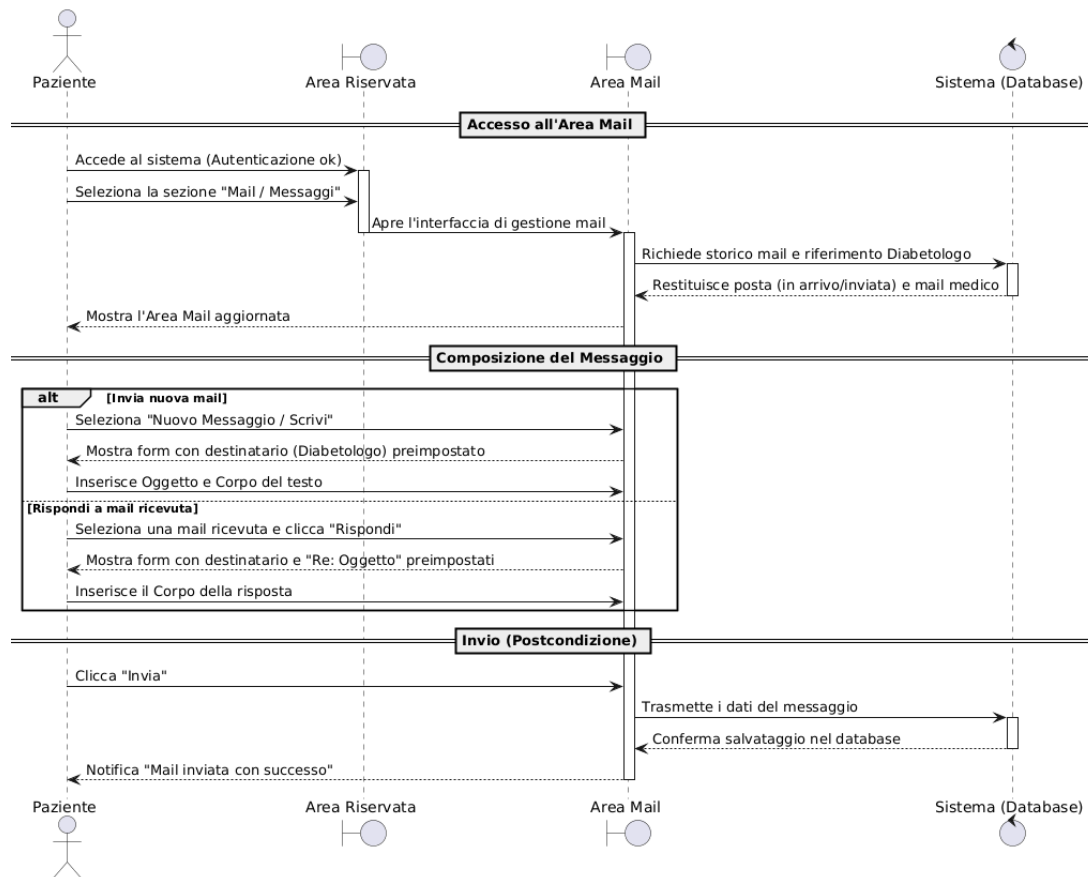 Paziente
Area Riservata
Area Mail
Sistema (Database)
Accesso all'Area Mail
Accede al sistema (Autenticazione ok)
Seleziona la sezione "Mail / Messaggi"
Apre l'interfaccia di gestione mail
Richiede storico mail e riferimento Diabetologo
Restituisce posta (in arrivo/inviata) e mail medico
Mostra l'Area Mail aggiornata
Composizione del Messaggio
alt
[Invia nuova mail]
Seleziona "Nuovo Messaggio / Scrivi"
Mostra form con destinatario (Diabetologo) preimpostato
Inserisce Oggetto e Corpo del testo
[Rispondi a mail ricevuta]
Seleziona una mail ricevuta e clicca "Rispondi"
Mostra form con destinatario e "Re: Oggetto" preimpostati
Inserisce il Corpo della risposta
Invio (Postcondizione)
Clicca "Invia"
Trasmette i dati del messaggio
Conferma salvataggio nel database
Notifica "Mail inviata con successo"
Paziente
Area Riservata
Area Mail
Sistema (Database)